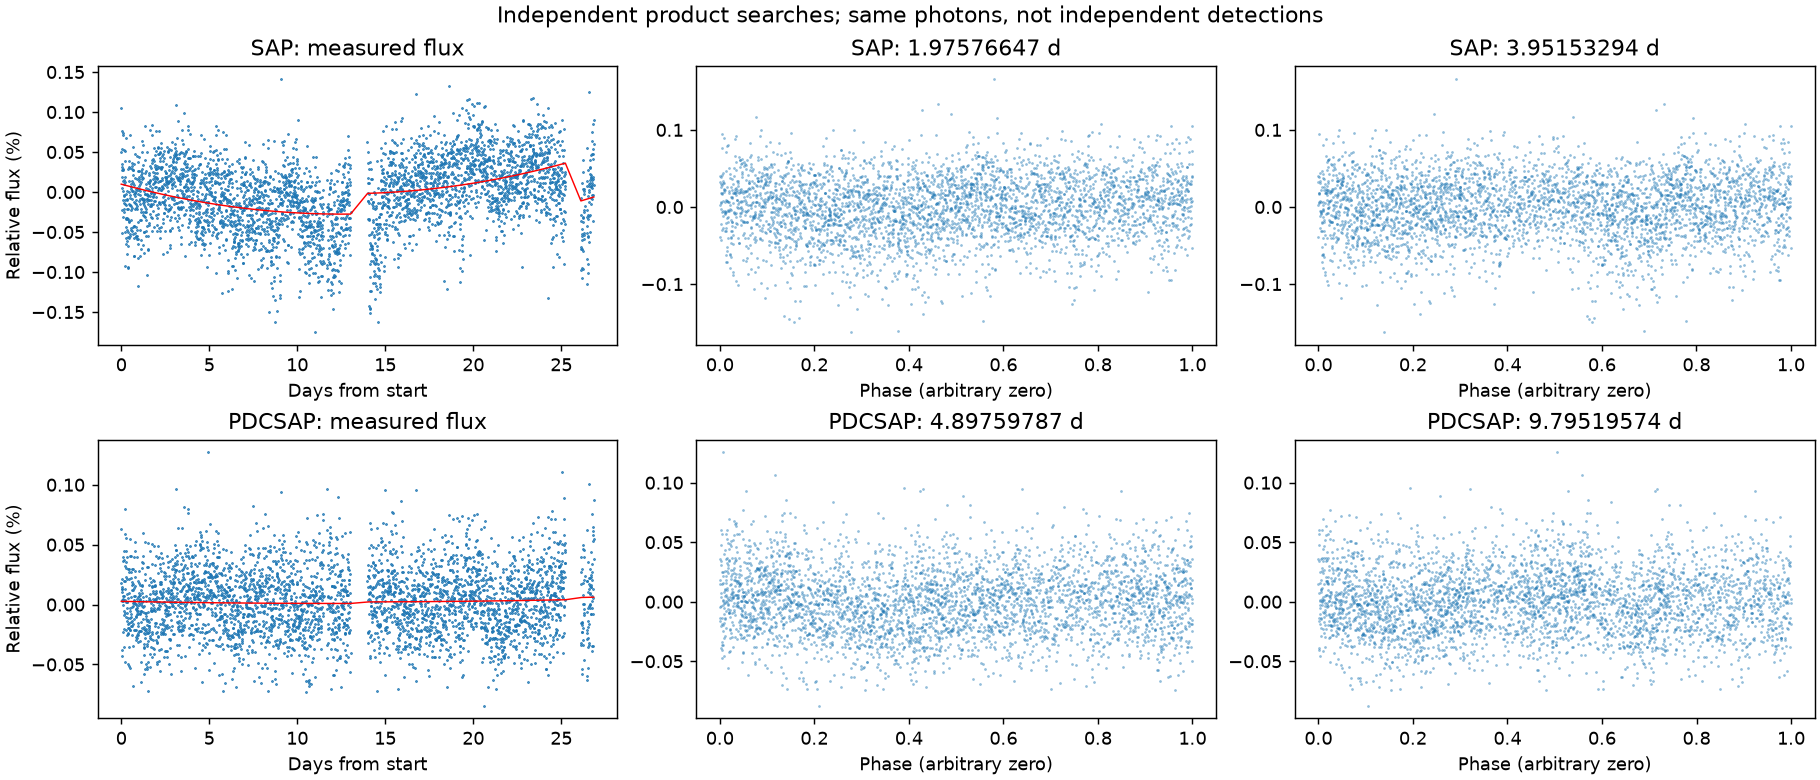 Independent product searches; same photons, not independent detections
SAP: measured flux
SAP: 1.97576647 d
SAP: 3.95153294 d
Relative flux (%)
0.15
0.10
0.05
0.00
−0.05
−0.10
−0.15
0.1
0.0
−0.1
0.1
0.0
−0.1
0 5 10 15 20 25
0.0 0.2 0.4 0.6 0.8 1.0
0.0 0.2 0.4 0.6 0.8 1.0
Days from start
Phase (arbitrary zero)
Phase (arbitrary zero)
PDCSAP: measured flux
PDCSAP: 4.89759787 d
PDCSAP: 9.79519574 d
Relative flux (%)
0.10
0.05
0.00
−0.05
0.10
0.05
0.00
−0.05
0.10
0.05
0.00
−0.05
0 5 10 15 20 25
0.0 0.2 0.4 0.6 0.8 1.0
0.0 0.2 0.4 0.6 0.8 1.0
Days from start
Phase (arbitrary zero)
Phase (arbitrary zero)